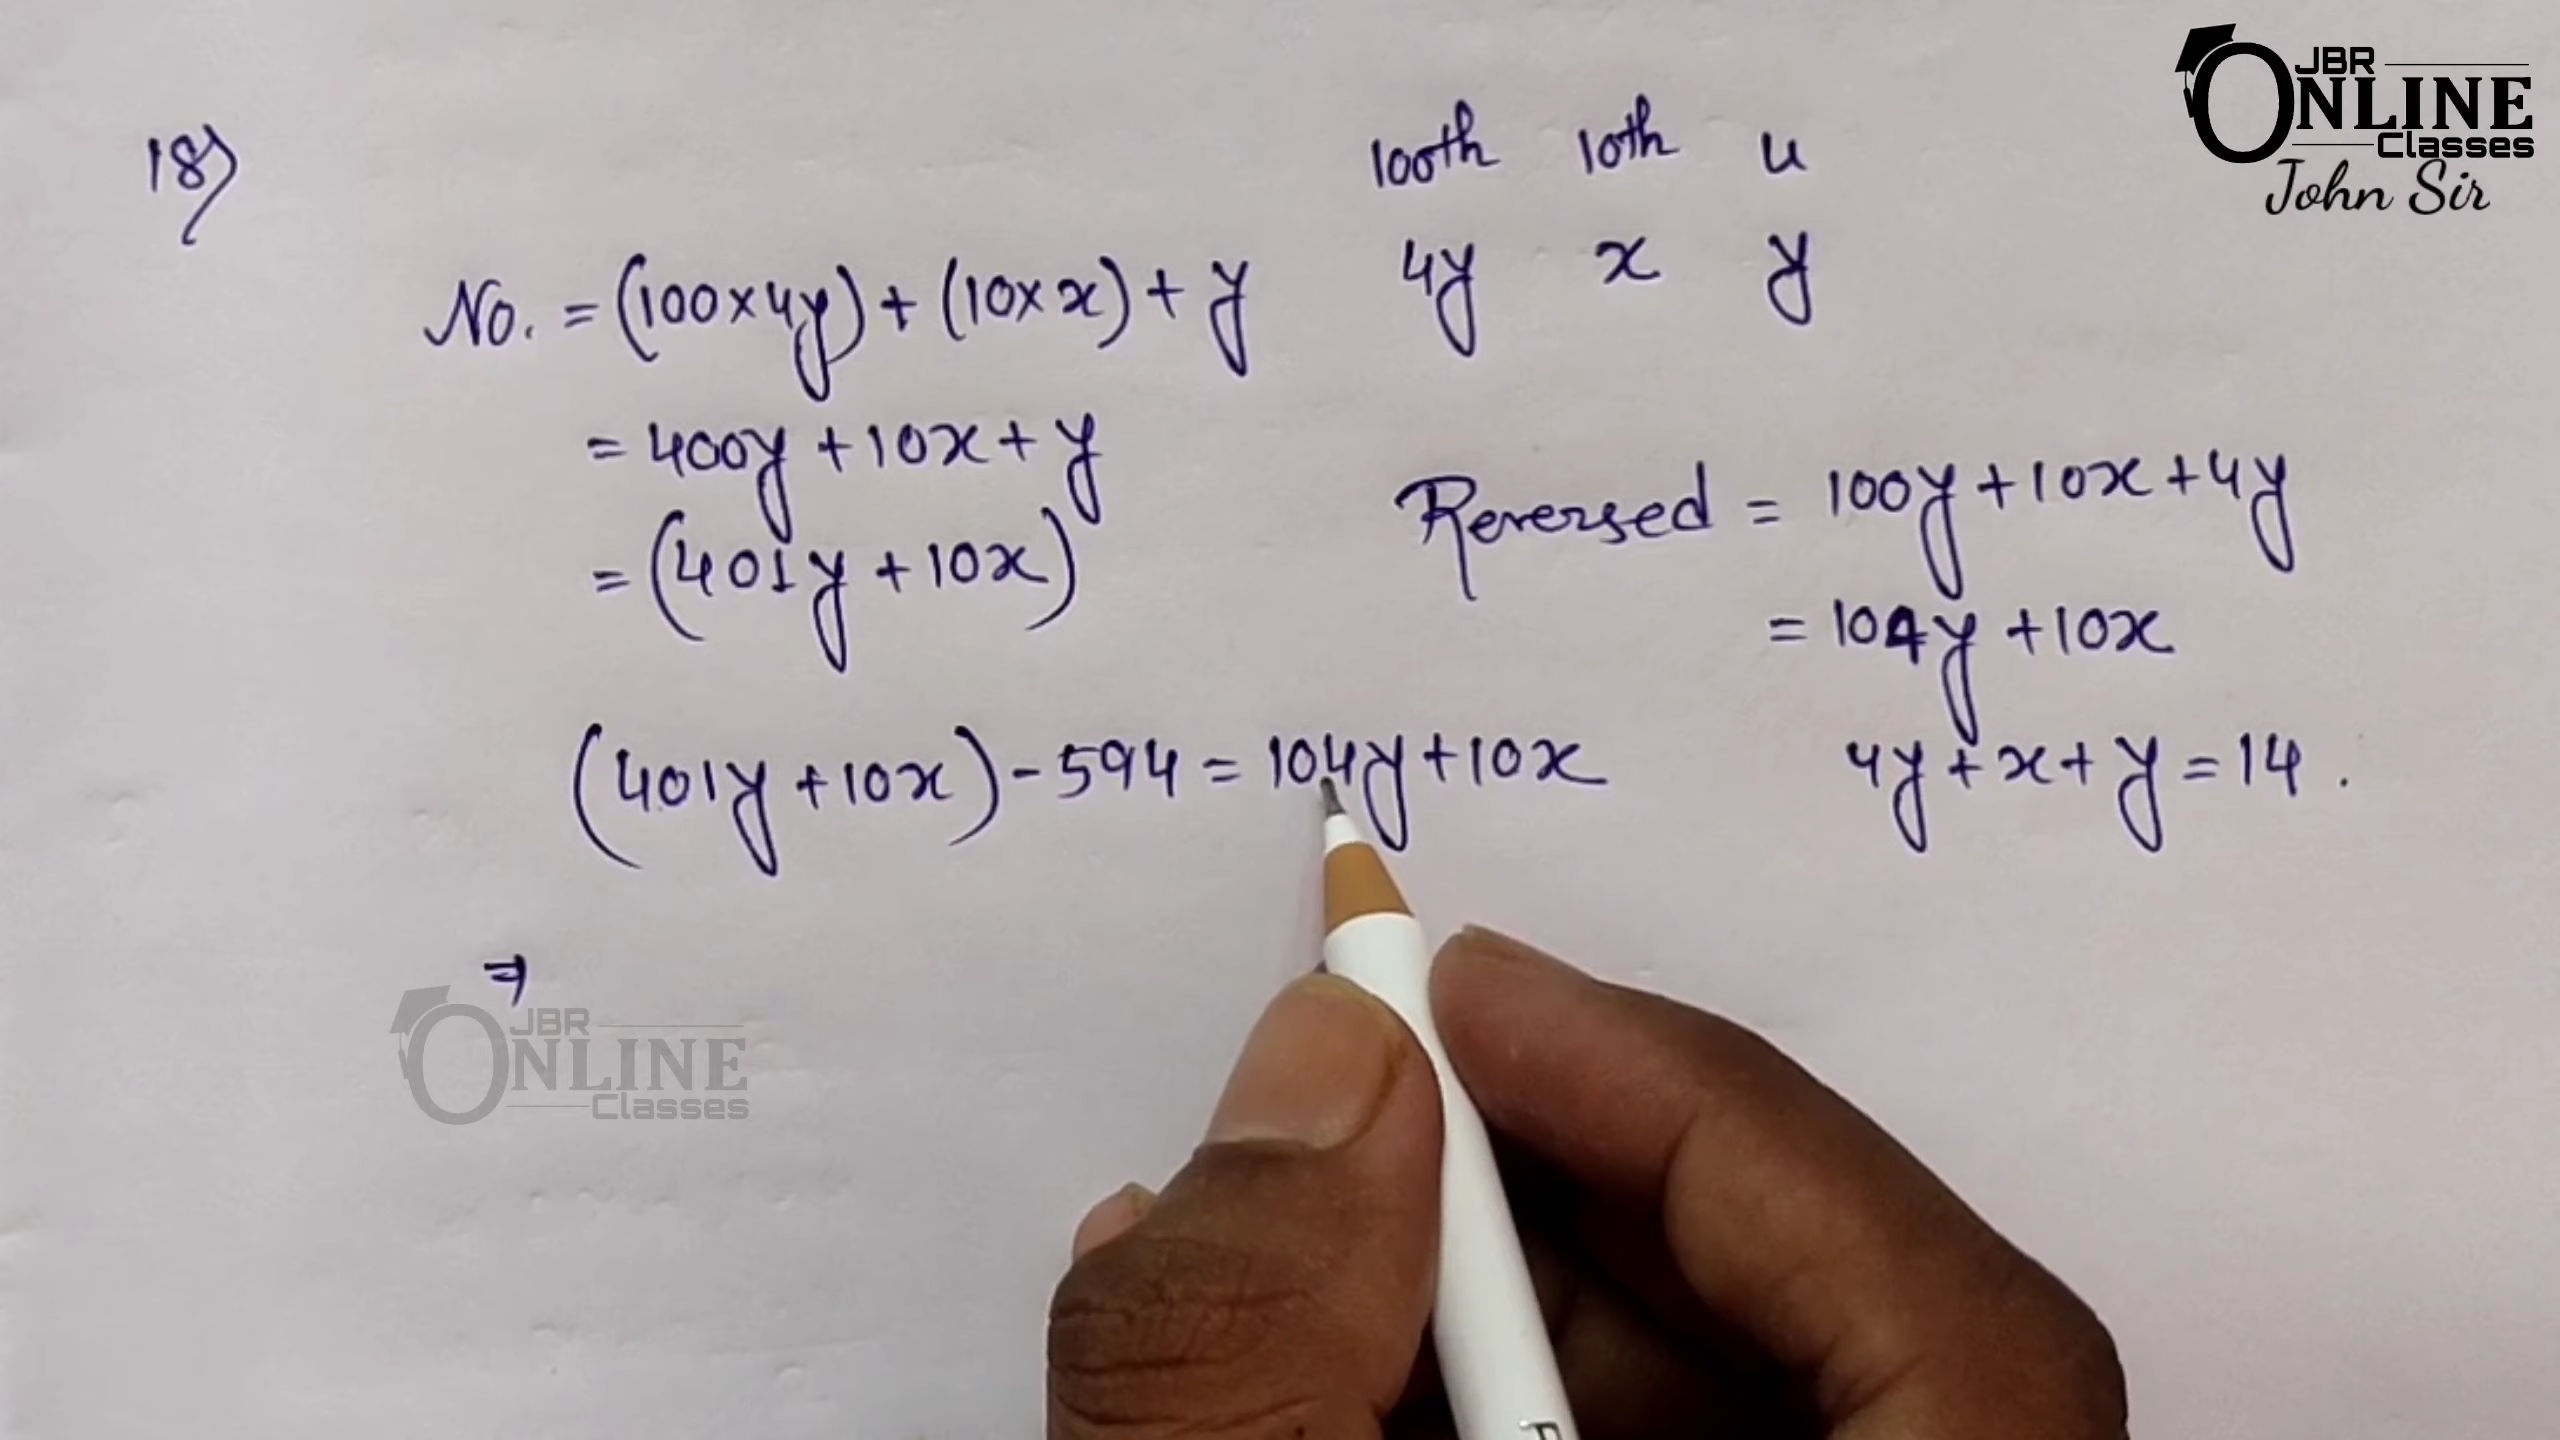 JBR
ONLINE
Classes
John Sir
18)
100th 10th u
4y x y
No. = (100 × 4y) + (10 × x) + y
= 400y + 10x + y
= (401y + 10x)
Reversed = 100y + 10x + 4y
= 104y + 10x
(401y + 10x) - 594 = 104y + 10x
4y + x + y = 14 .
⇒
JBR
ONLINE
Classes